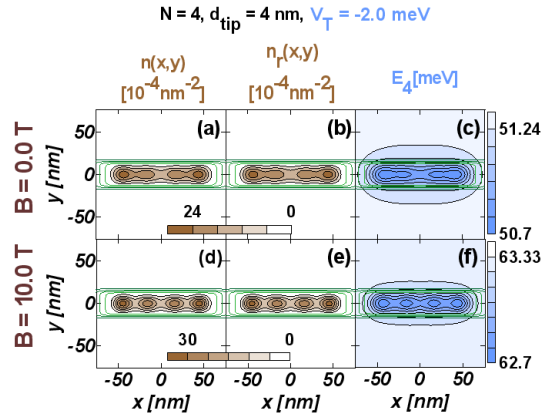 N = 4, d_tip = 4 nm, V_T = -2.0 meV
n(x,y) [10^-4 nm^-2]
n_r(x,y) [10^-4 nm^-2]
E_4 [meV]
B = 0.0 T
y [nm]
50
0
-50
(a)
24 0
(b)
(c)
51.24
50.7
B = 10.0 T
y [nm]
50
0
-50
(d)
30 0
(e)
(f)
63.33
62.7
-50 0 50
-50 0 50
-50 0 50
x [nm]
x [nm]
x [nm]